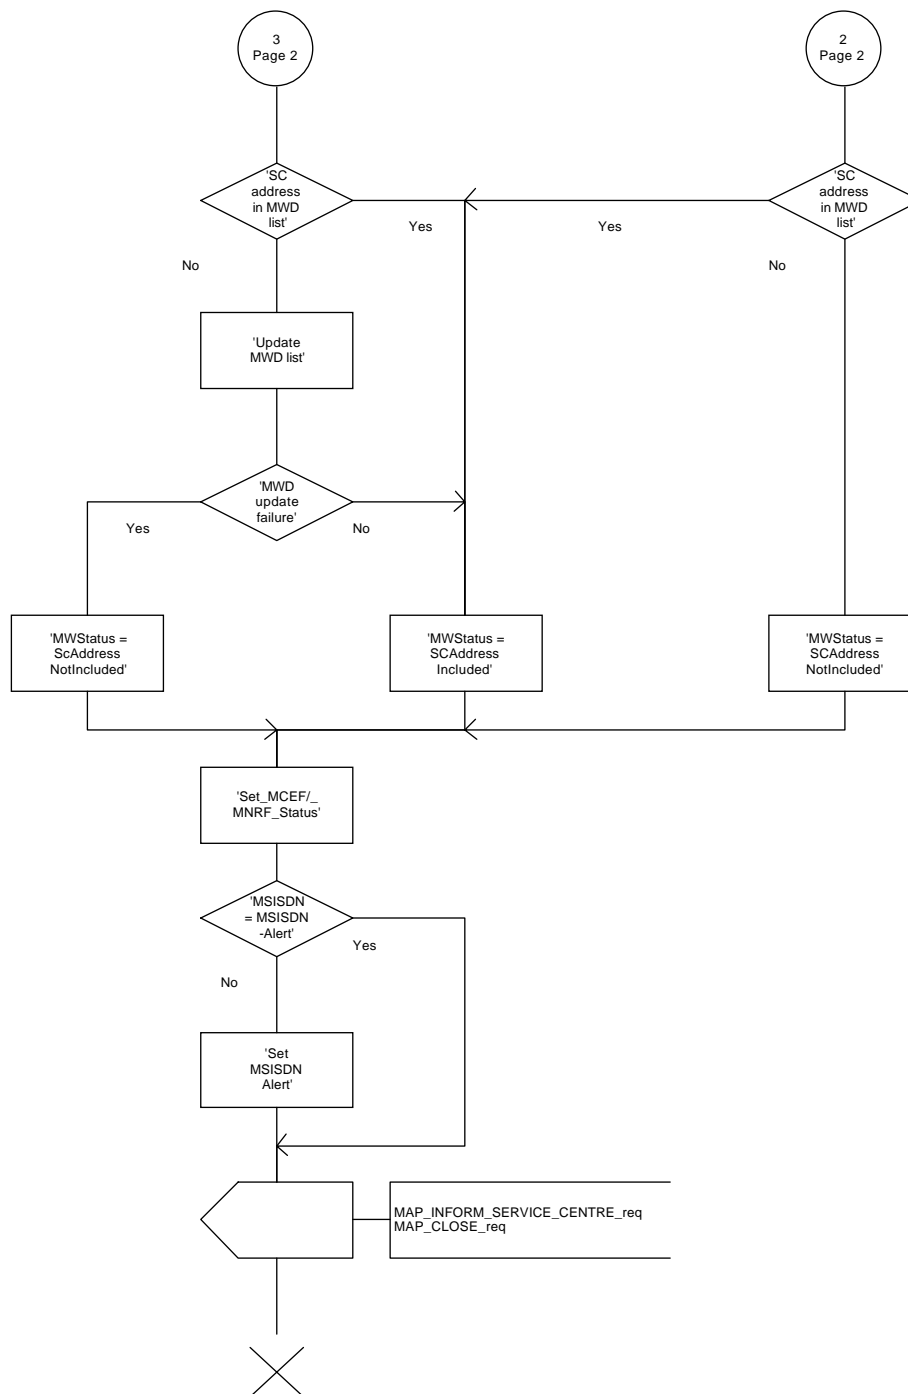 3
Page 2
2
Page 2
'SC
address
in MWD
list'
'SC
address
in MWD
list'
Yes
Yes
No
No
'Update
MWD list'
'MWD
update
failure'
Yes
No
'MWStatus =
ScAddress
NotIncluded'
'MWStatus =
SCAddress
Included'
'MWStatus =
SCAddress
NotIncluded'
'Set_MCEF/_
MNRF_Status'
'MSISDN
= MSISDN
-Alert'
Yes
No
'Set
MSISDN
Alert'
MAP_INFORM_SERVICE_CENTRE_req
MAP_CLOSE_req